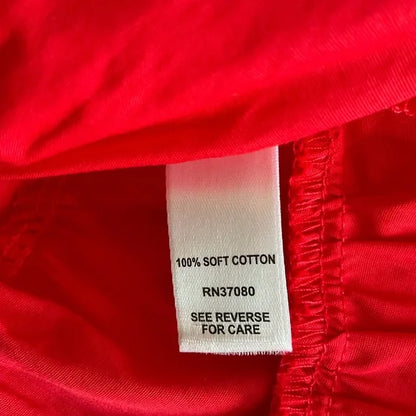 100% SOFT COTTON
RN37080
SEE REVERSE
FOR CARE